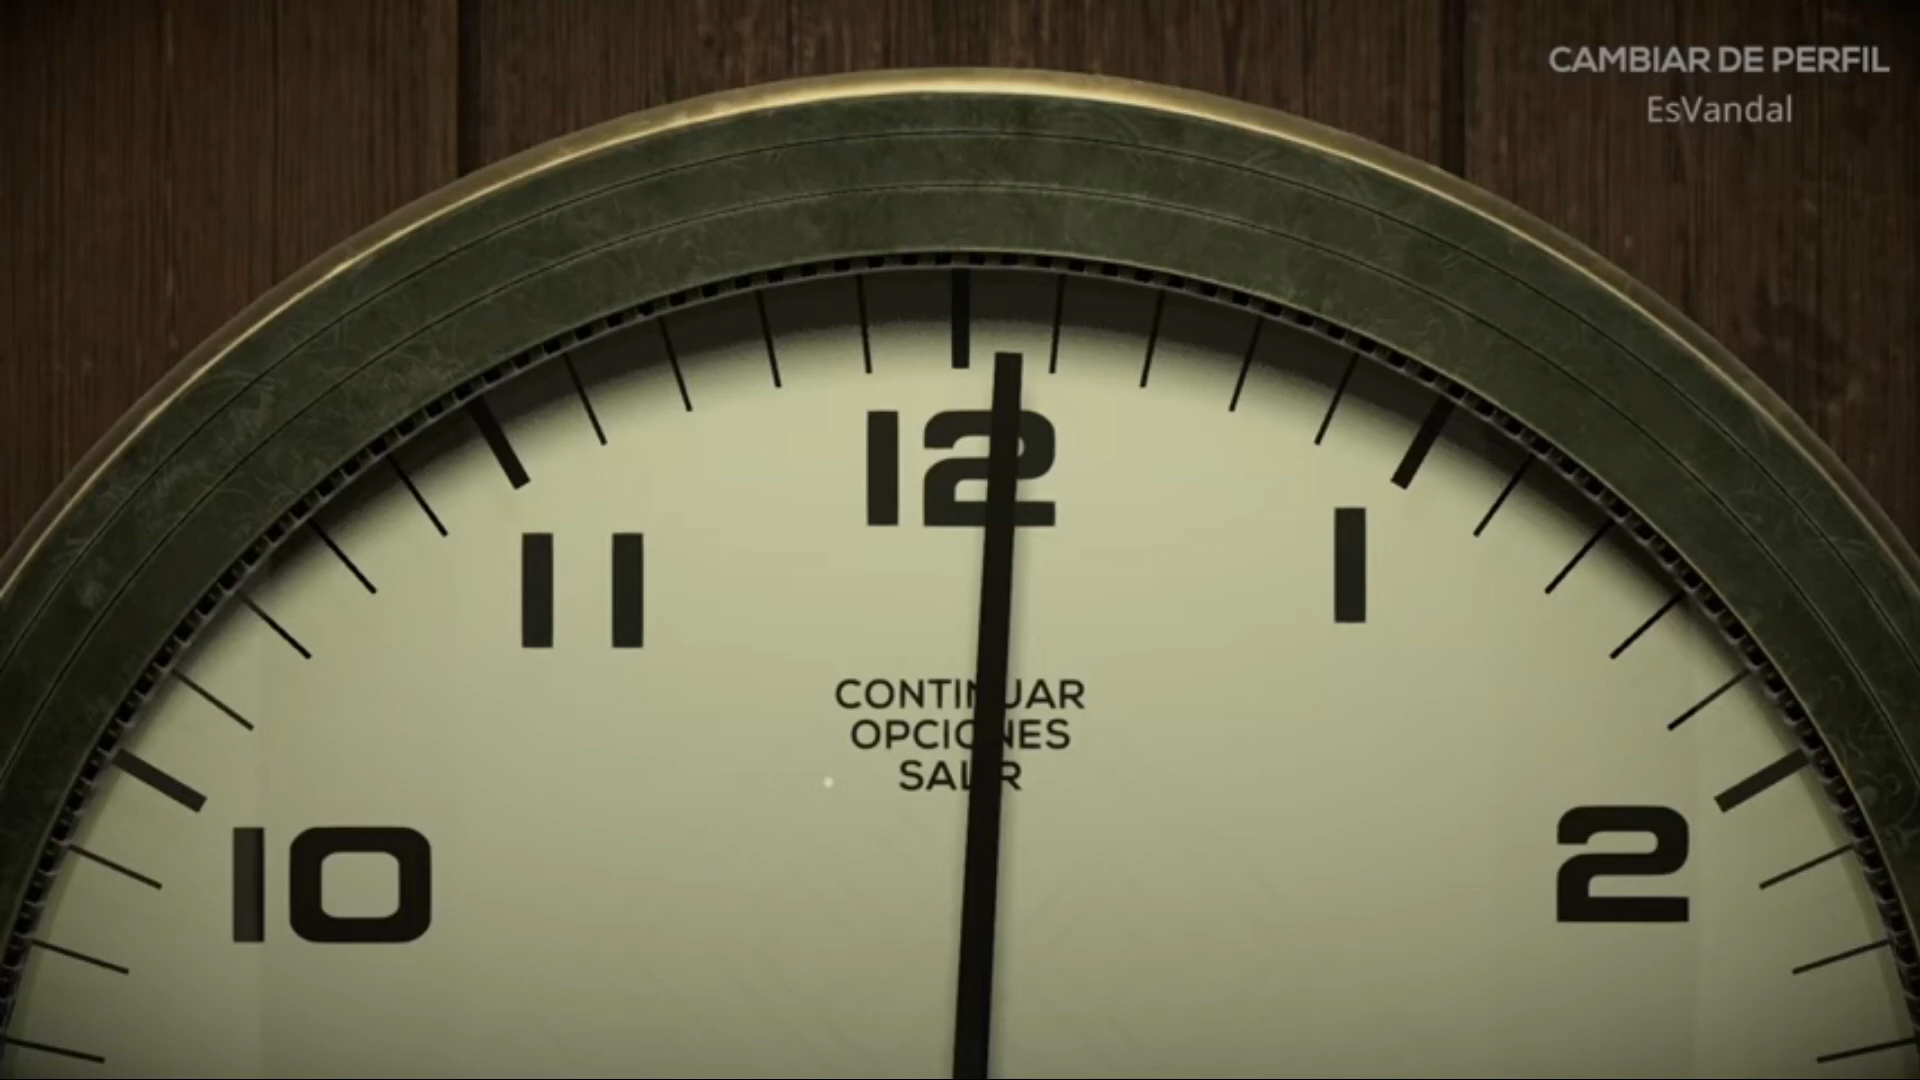 CAMBIAR DE PERFIL
EsVandal
12
11
1
CONTINUAR
OPCIONES
SALIR
10
2